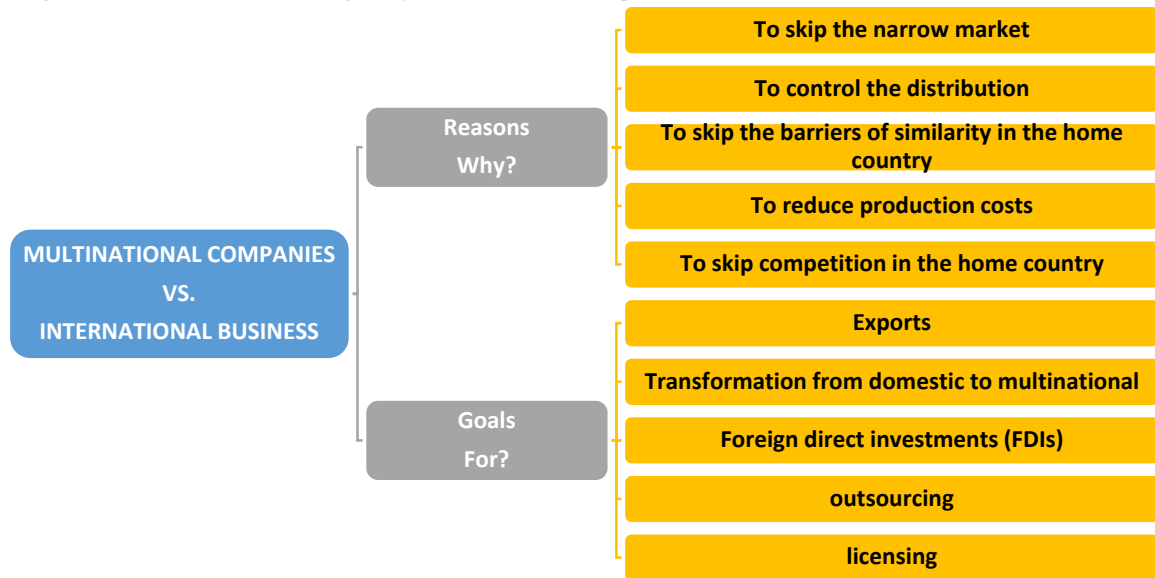 MULTINATIONAL COMPANIES
VS.
INTERNATIONAL BUSINESS
Reasons
Why?
To skip the narrow market
To control the distribution
To skip the barriers of similarity in the home
country
To reduce production costs
To skip competition in the home country
Goals
For?
Exports
Transformation from domestic to multinational
Foreign direct investments (FDIs)
outsourcing
licensing